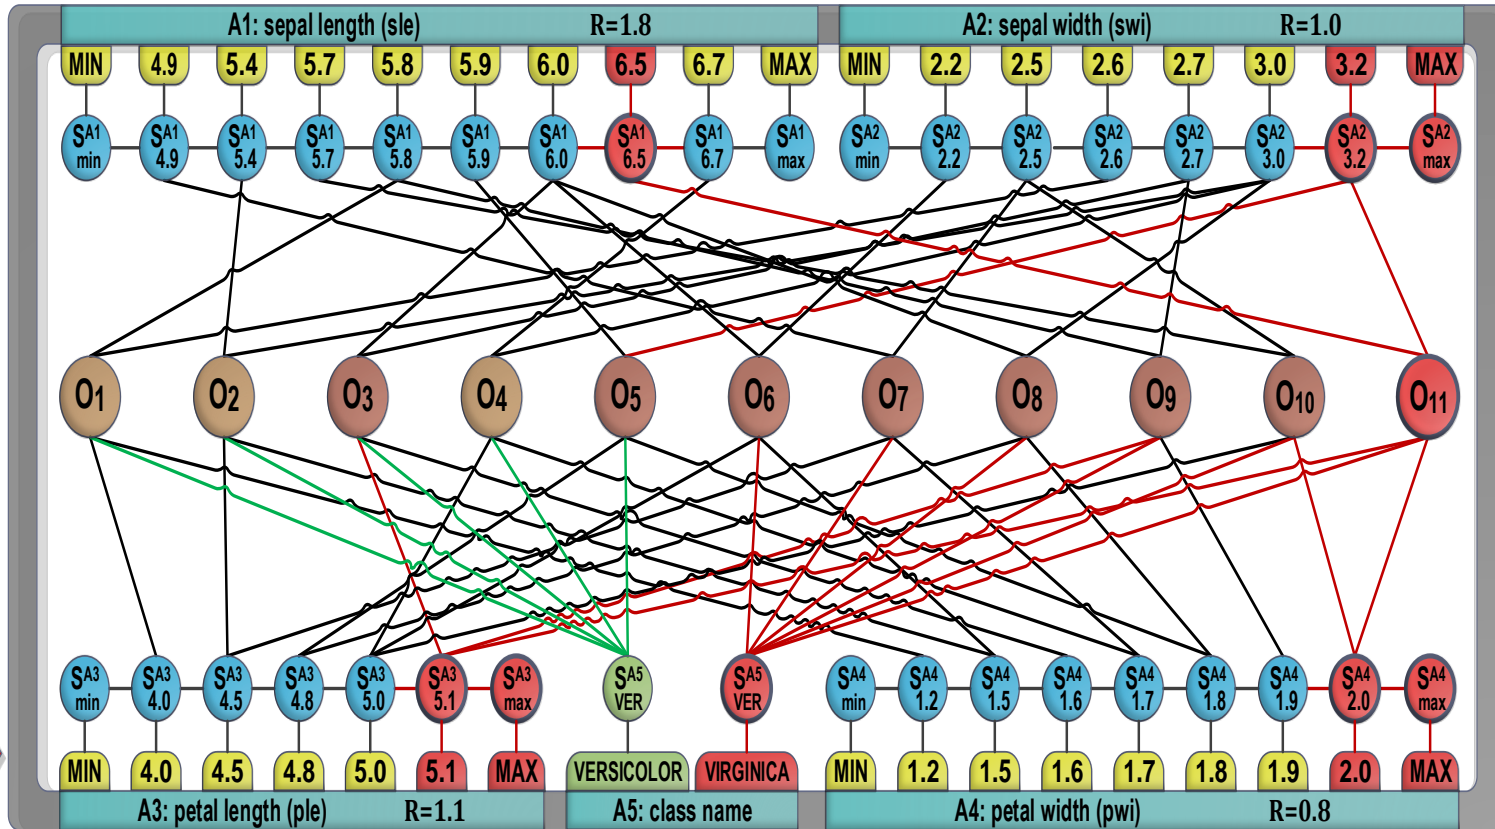 A1: sepal length (sle) R=1.8 A2: sepal width (swi) R=1.0
MIN 4.9 5.4 5.7 5.8 5.9 6.0 6.5 6.7 MAX MIN 2.2 2.5 2.6 2.7 3.0 3.2 MAX
SA1 SA1 SA1 SA1 SA1 SA1 SA1 SA1 SA1 SA1 SA2 SA2 SA2 SA2 SA2 SA2 SA2 SA2
min 4.9 5.4 5.7 5.8 5.9 6.0 6.5 6.7 max min 2.2 2.5 2.6 2.7 3.0 3.2 max
O1 O2 O3 O4 O5 O6 O7 O8 O9 O10 O11
SA3 SA3 SA3 SA3 SA3 SA3 SA3 SA5 SA5 SA4 SA4 SA4 SA4 SA4 SA4 SA4 SA4 SA4
min 4.0 4.5 4.8 5.0 5.1 max VER VER min 1.2 1.5 1.6 1.7 1.8 1.9 2.0 max
MIN 4.0 4.5 4.8 5.0 5.1 MAX VERSICOLOR VIRGINICA MIN 1.2 1.5 1.6 1.7 1.8 1.9 2.0 MAX
A3: petal length (ple) R=1.1 A5: class name A4: petal width (pwi) R=0.8